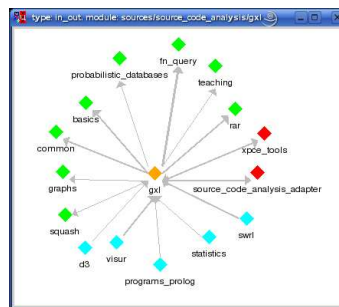 type: in_out. module: sources/source_code_analysis/gxl
fn_query
probabilistic_databases
teaching
basics
rar
common
xpce_tools
graphs
gxl
source_code_analysis_adapter
squash
swrl
d3
visur
statistics
programs_prolog